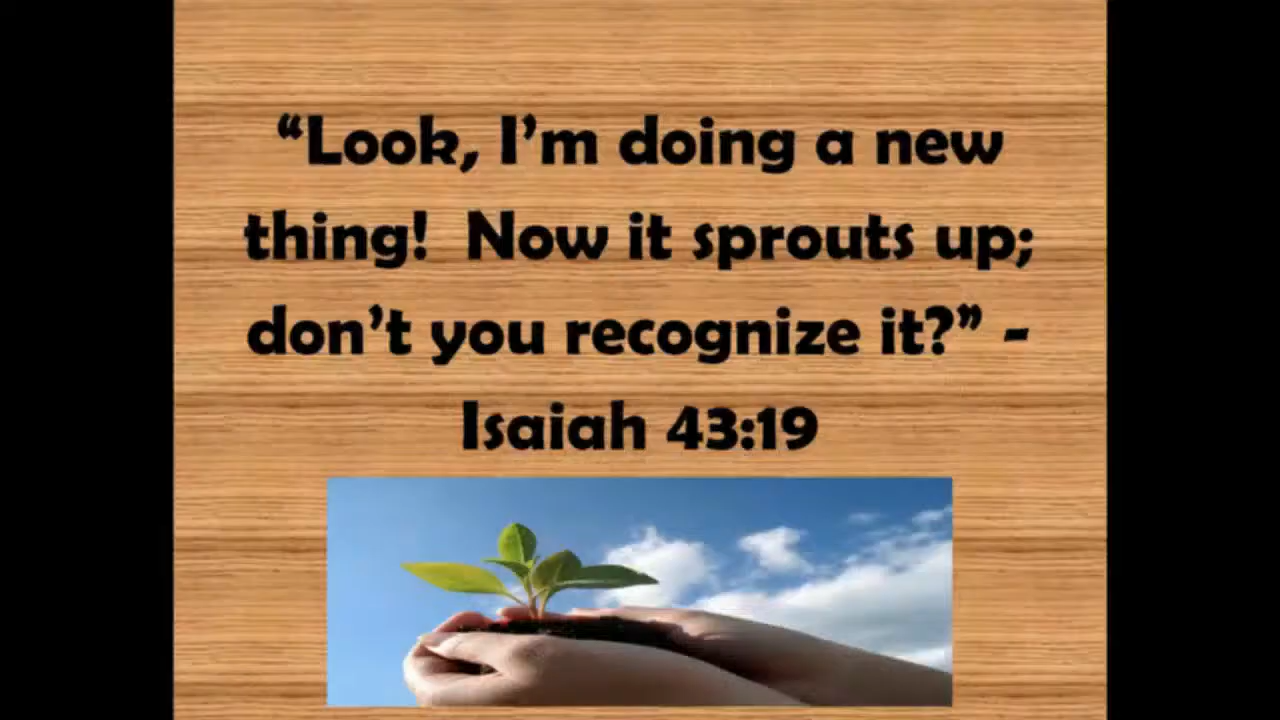 “Look, I’m doing a new
thing!  Now it sprouts up;
don’t you recognize it?” -
Isaiah 43:19